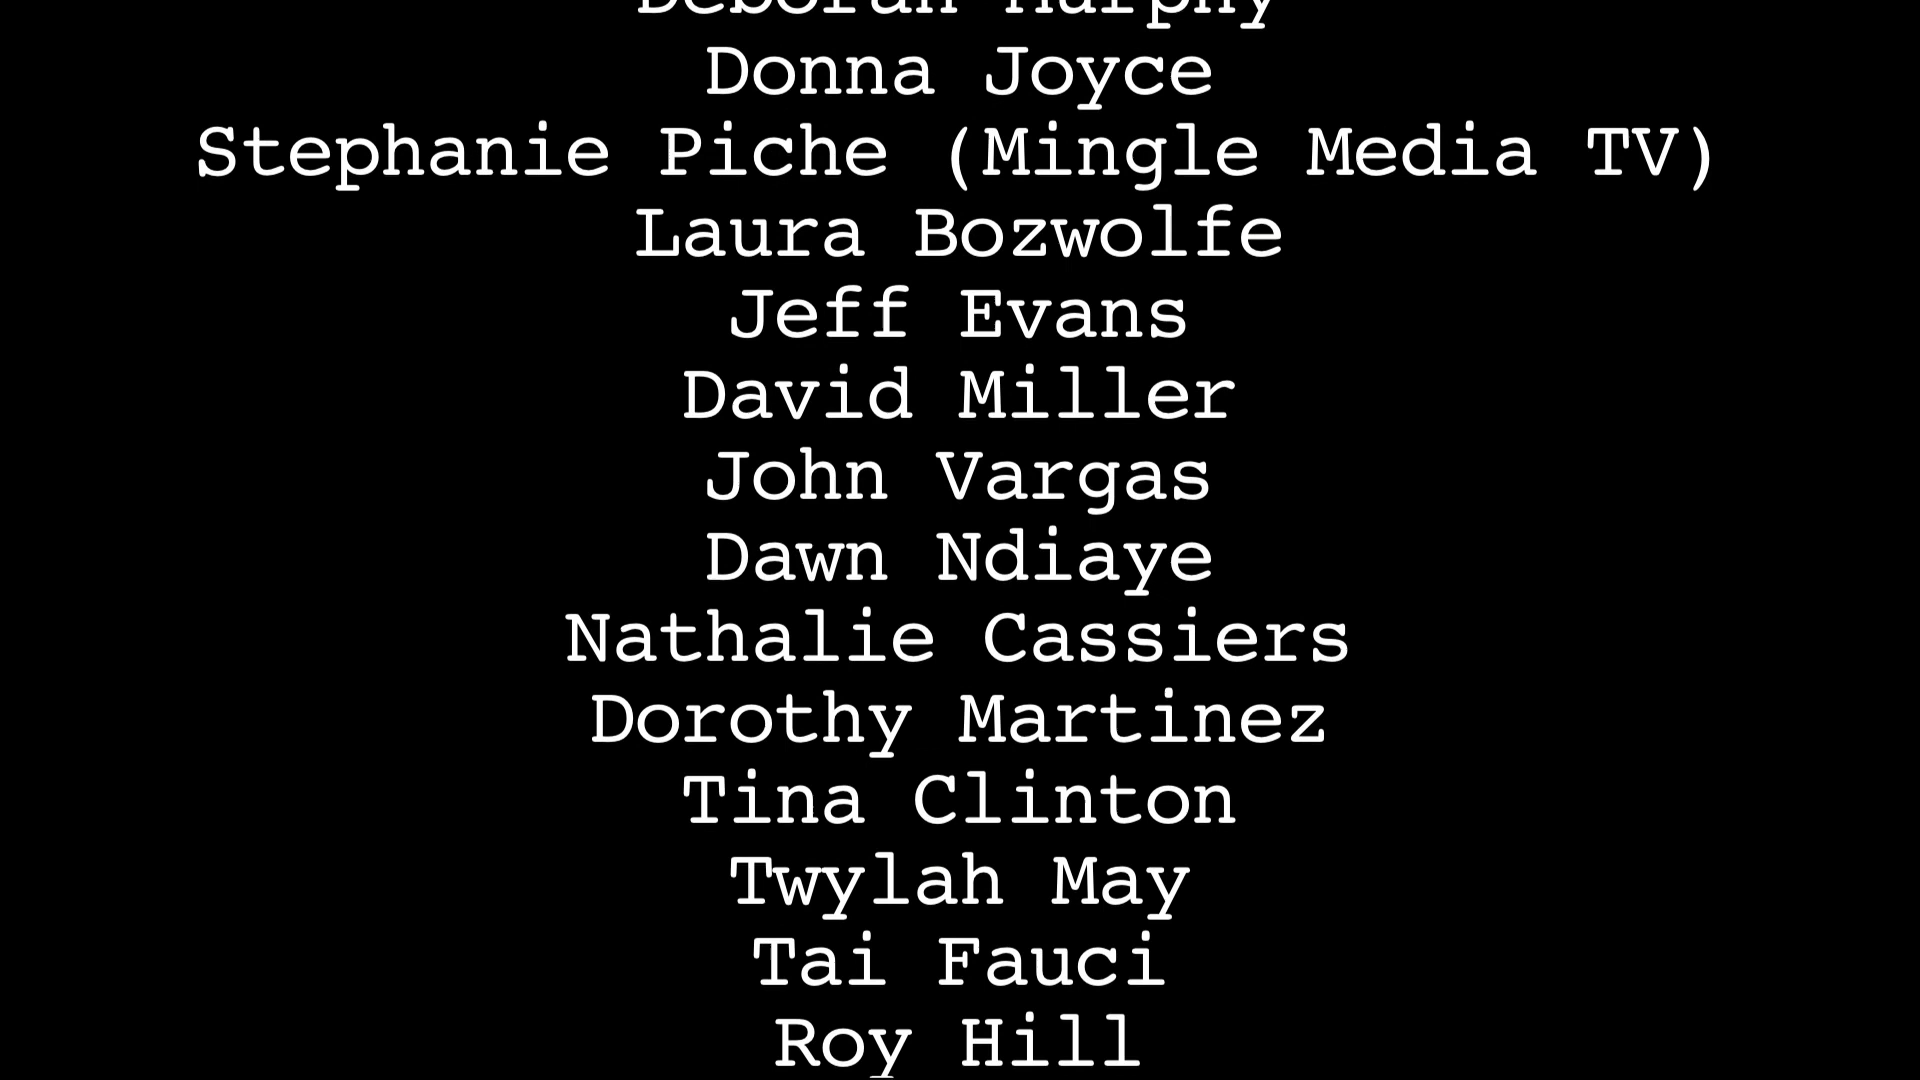 Deborah Murphy
Donna Joyce
Stephanie Piche (Mingle Media TV)
Laura Bozwolfe
Jeff Evans
David Miller
John Vargas
Dawn Ndiaye
Nathalie Cassiers
Dorothy Martinez
Tina Clinton
Twylah May
Tai Fauci
Roy Hill